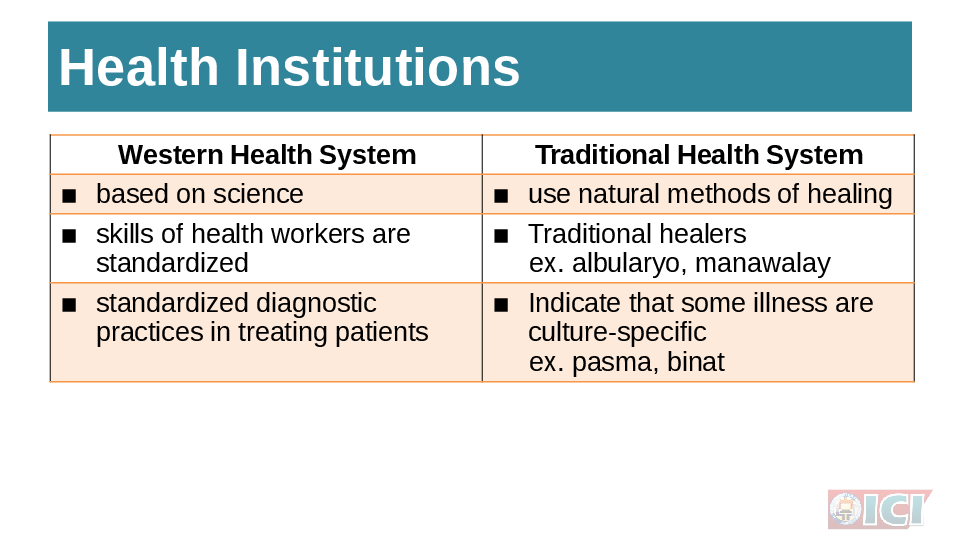 Health Institutions
Western Health System
Traditional Health System
■ based on science
■ use natural methods of healing
■ skills of health workers are
standardized
■ Traditional healers
ex. albularyo, manawalay
■ standardized diagnostic
practices in treating patients
■ Indicate that some illness are
culture-specific
ex. pasma, binat
ICI